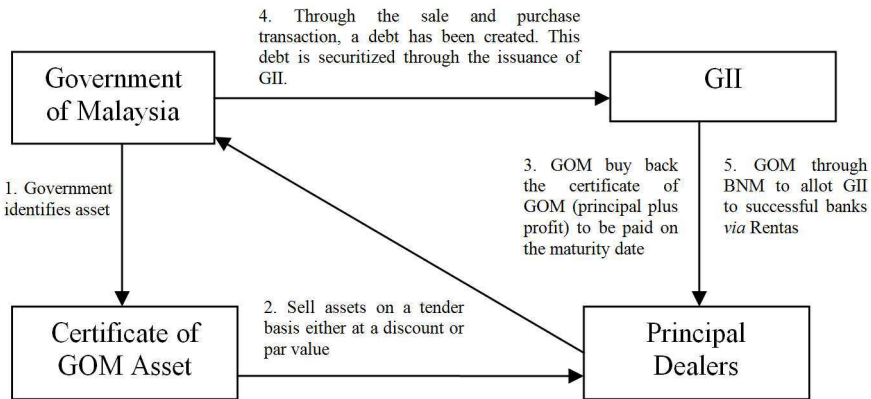 4. Through the sale and purchase
transaction, a debt has been created. This
debt is securitized through the issuance of
GII.
Government
of Malaysia
GII
1. Government
identifies asset
3. GOM buy back
the certificate of
GOM (principal plus
profit) to be paid on
the maturity date
5. GOM through
BNM to allot GII
to successful banks
via Rentas
Certificate of
GOM Asset
2. Sell assets on a tender
basis either at a discount or
par value
Principal
Dealers